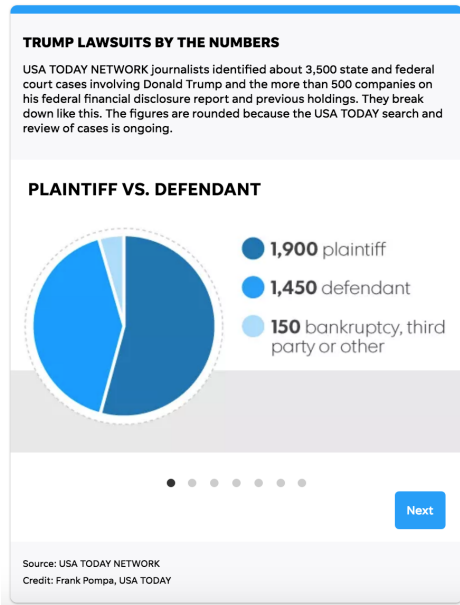 TRUMP LAWSUITS BY THE NUMBERS
USA TODAY NETWORK journalists identified about 3,500 state and federal
court cases involving Donald Trump and the more than 500 companies on
his federal financial disclosure report and previous holdings. They break
down like this. The figures are rounded because the USA TODAY search and
review of cases is ongoing.
PLAINTIFF VS. DEFENDANT
1,900 plaintiff
1,450 defendant
150 bankruptcy, third
party or other
Next
Source: USA TODAY NETWORK
Credit: Frank Pompa, USA TODAY